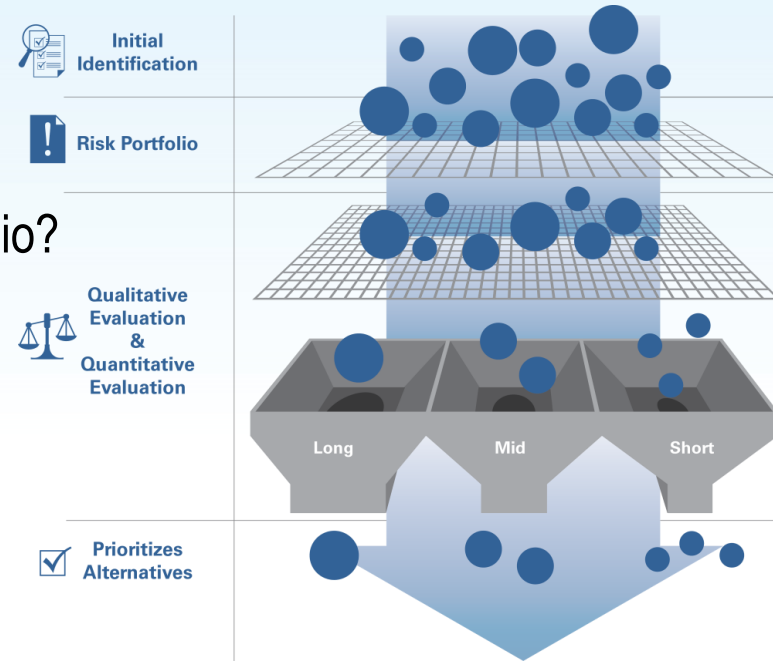 Initial
Identification
Risk Portfolio
io?
Qualitative
Evaluation
&
Quantitative
Evaluation
Long
Mid
Short
Prioritizes
Alternatives